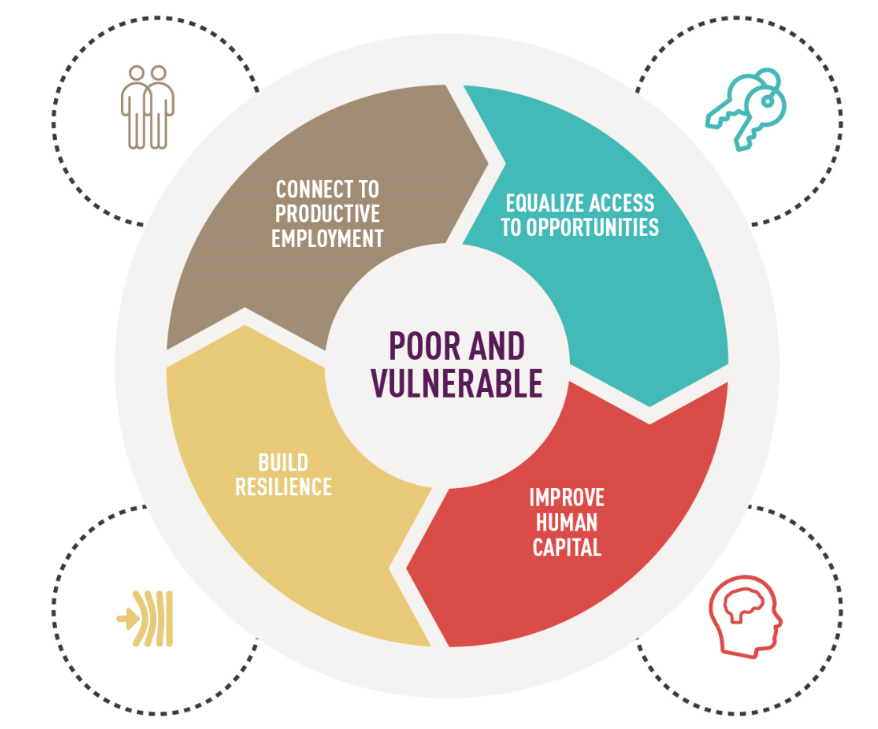 CONNECT TO
PRODUCTIVE
EMPLOYMENT
EQUALIZE ACCESS
TO OPPORTUNITIES
POOR AND
VULNERABLE
BUILD
RESILIENCE
IMPROVE
HUMAN
CAPITAL